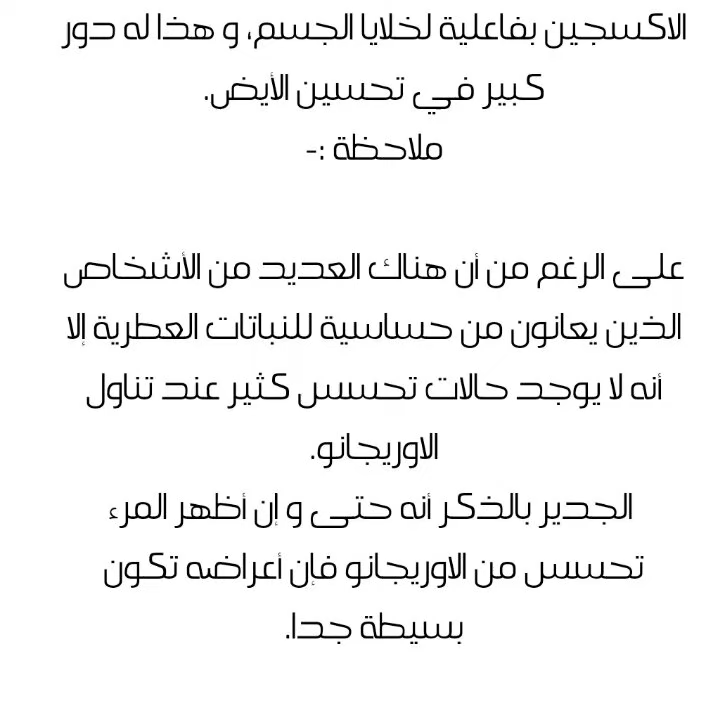 الاكسجين بفاعلية لخلايا الجسم، و هذا له دور
كبير في تحسين الأيض.
ملاحظة :-
على الرغم من أن هناك العديد من الأشخاص
الذين يعانون من حساسية للنباتات العطرية إلا
أنه لا يوجد حالات تحسس كثير عند تناول
الاوريجانو.
الجدير بالذكر أنه حتى و إن أظهر المرء
تحسس من الاوريجانو فإن أعراضه تكون
بسيطة جدا.